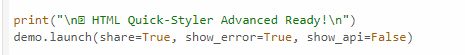 print("\n HTML Quick-Styler Advanced Ready!\n")
demo.launch(share=True, show_error=True, show_api=False)